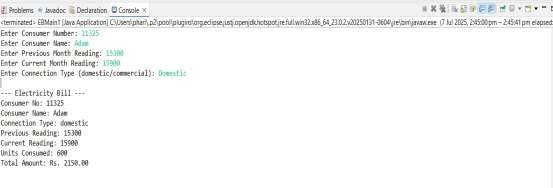 Problems Javadoc Declaration Console ×
<terminated> EBMain1 [Java Application] C:\Users\phari\.p2\pool\plugins\org.eclipse.justj.openjdk.hotspot.jre.full.win32.x86_64_23.0.2.v20250131-0604\jre\bin\javaw.exe (7 Jul 2025, 2:45:00 pm – 2:45:41 pm elapsed
Enter Consumer Number: 11325
Enter Consumer Name: Adam
Enter Previous Month Reading: 15300
Enter Current Month Reading: 15900
Enter Connection Type (domestic/commercial): Domestic
--- Electricity Bill ---
Consumer No: 11325
Consumer Name: Adam
Connection Type: domestic
Previous Reading: 15300
Current Reading: 15900
Units Consumed: 600
Total Amount: Rs. 2150.00